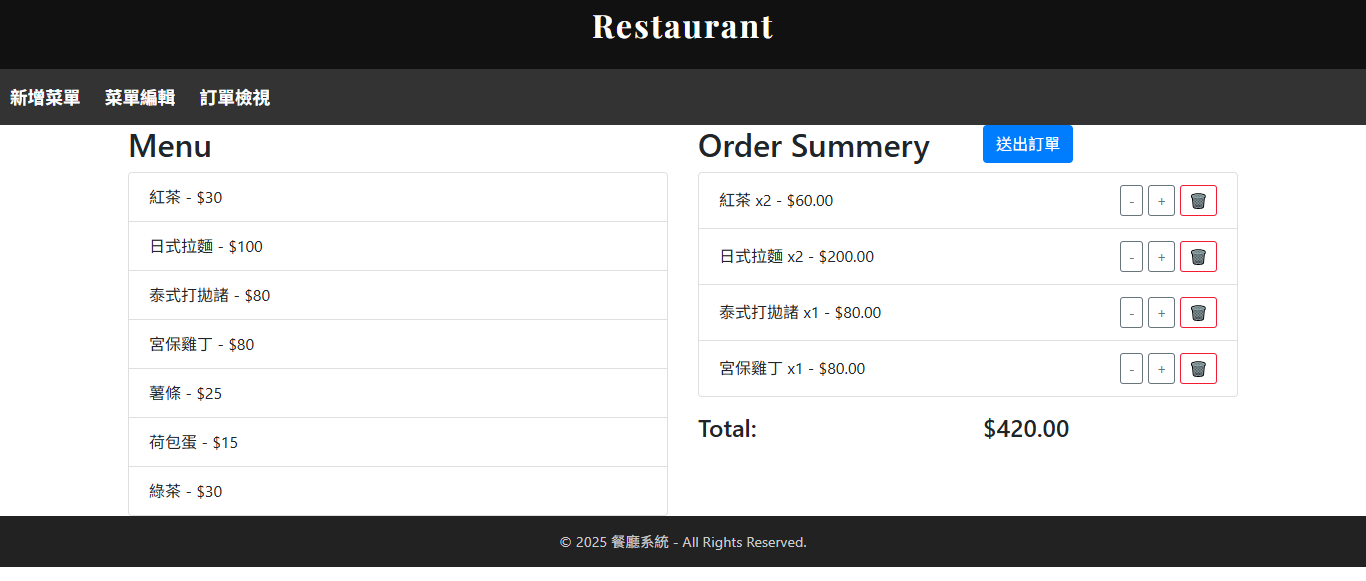 Restaurant
新增菜單 菜單編輯 訂單檢視
Menu
紅茶 - $30
日式拉麵 - $100
泰式打拋諸 - $80
宮保雞丁 - $80
薯條 - $25
荷包蛋 - $15
綠茶 - $30
Order Summery 送出訂單
紅茶 x2 - $60.00 - +
日式拉麵 x2 - $200.00 - +
泰式打拋諸 x1 - $80.00 - +
宮保雞丁 x1 - $80.00 - +
Total: $420.00
© 2025 餐廳系統 - All Rights Reserved.